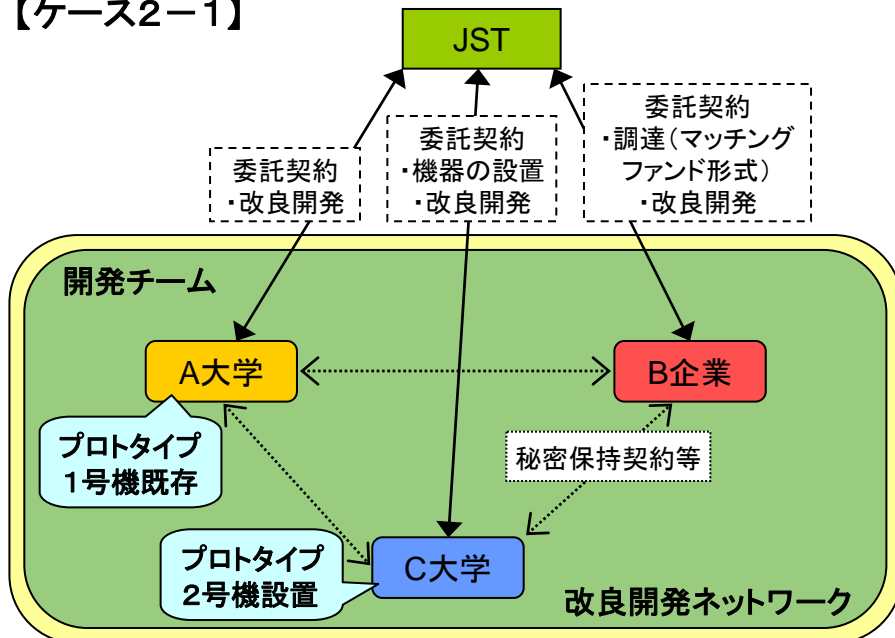 【ケース2－1】
JST
委託契約
・改良開発
委託契約
・機器の設置
・改良開発
委託契約
・調達（マッチング
ファンド形式）
・改良開発
開発チーム
A大学
B企業
プロトタイプ
1号機既存
秘密保持契約等
プロトタイプ
2号機設置
C大学
改良開発ネットワーク